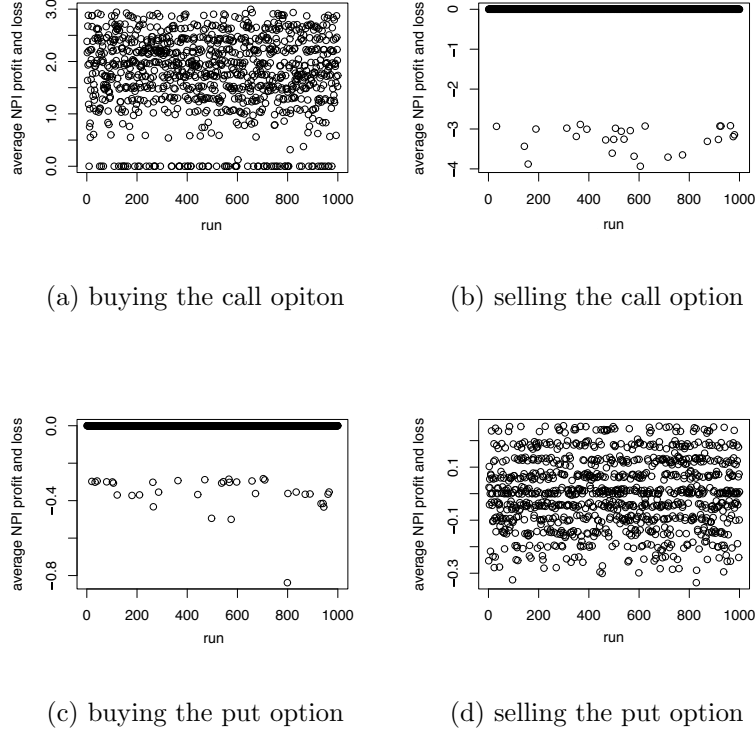 average NPI profit and loss
3.0
2.0
1.0
0.0
0 200 400 600 800 1000
run
(a) buying the call opiton
average NPI profit and loss
0
−1
−2
−3
−4
0 200 400 600 800 1000
run
(b) selling the call option
average NPI profit and loss
0.0
−0.4
−0.8
0 200 400 600 800 1000
run
(c) buying the put option
average NPI profit and loss
0.1
−0.1
−0.3
0 200 400 600 800 1000
run
(d) selling the put option